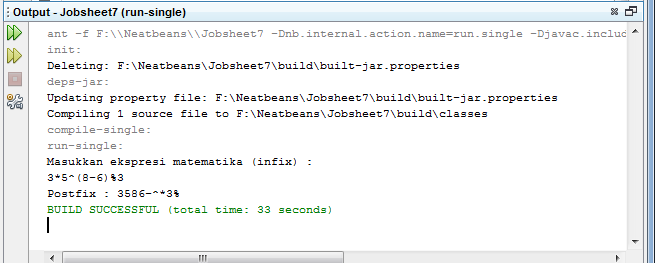 Output - Jobsheet7 (run-single)
ant -f F:\\Neatbeans\\Jobsheet7 -Dnb.internal.action.name=run.single -Djavac.includ
init:
Deleting: F:\Neatbeans\Jobsheet7\build\built-jar.properties
deps-jar:
Updating property file: F:\Neatbeans\Jobsheet7\build\built-jar.properties
Compiling 1 source file to F:\Neatbeans\Jobsheet7\build\classes
compile-single:
run-single:
Masukkan ekspresi matematika (infix) :
3*5^(8-6)%3
Postfix : 3586-^*3%
BUILD SUCCESSFUL (total time: 33 seconds)